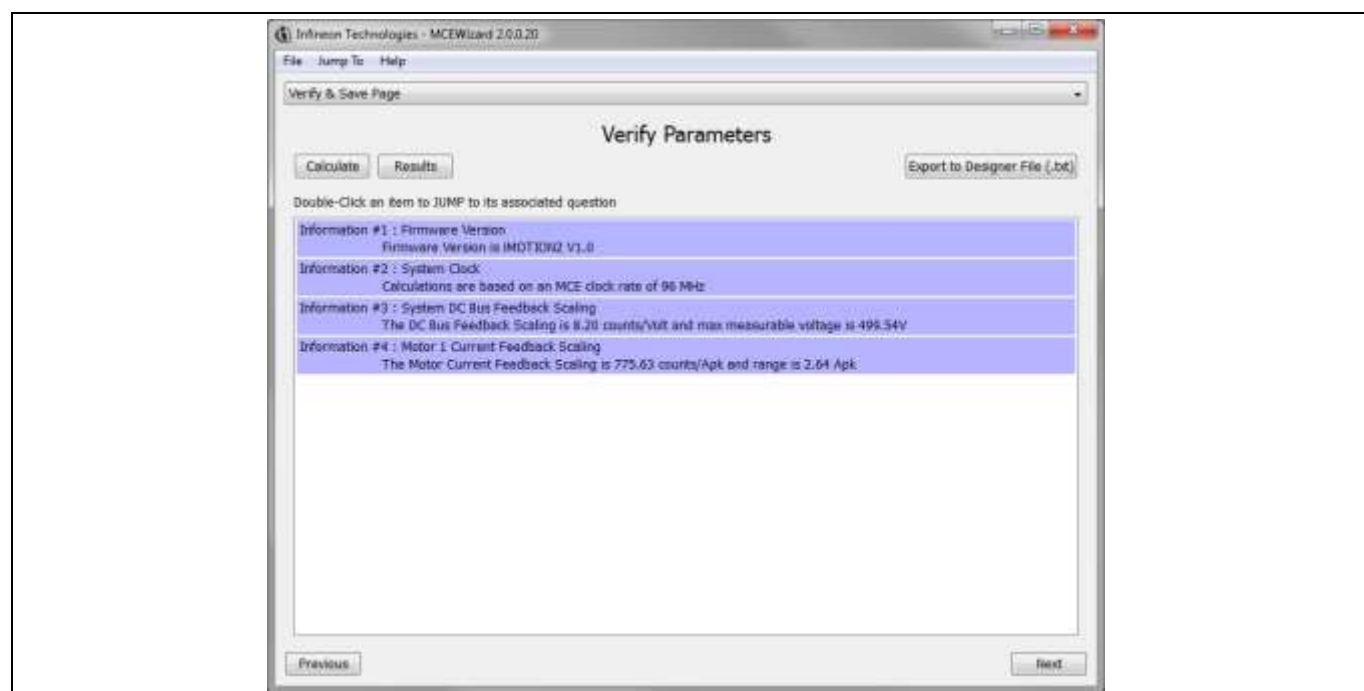 Infineon Technologies - MCEWizard 2.0.0.20
File Jump To Help
Verify & Save Page
Verify Parameters
Calculate Results Export to Designer File (.txt)
Double-Click an item to JUMP to its associated question
Information #1 : Firmware Version
Firmware Version is IMOTION2 V1.0
Information #2 : System Clock
Calculations are based on an MCE clock rate of 96 MHz
Information #3 : System DC Bus Feedback Scaling
The DC Bus Feedback Scaling is 8.20 counts/Volt and max measurable voltage is 499.54V
Information #4 : Motor 1 Current Feedback Scaling
The Motor Current Feedback Scaling is 775.63 counts/Apk and range is 2.64 Apk
Previous Next